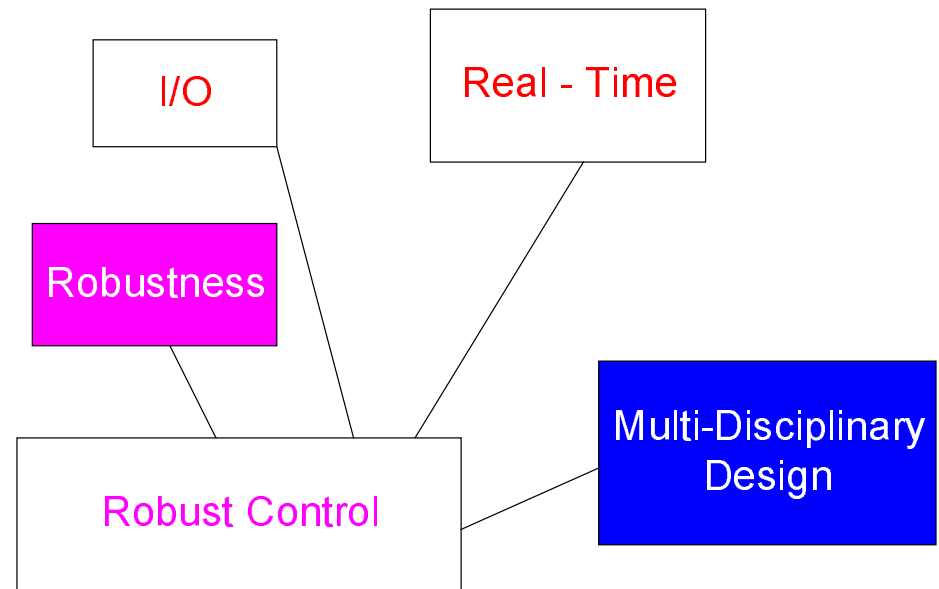 I/O
Real - Time
Robustness
Multi-Disciplinary
Design
Robust Control